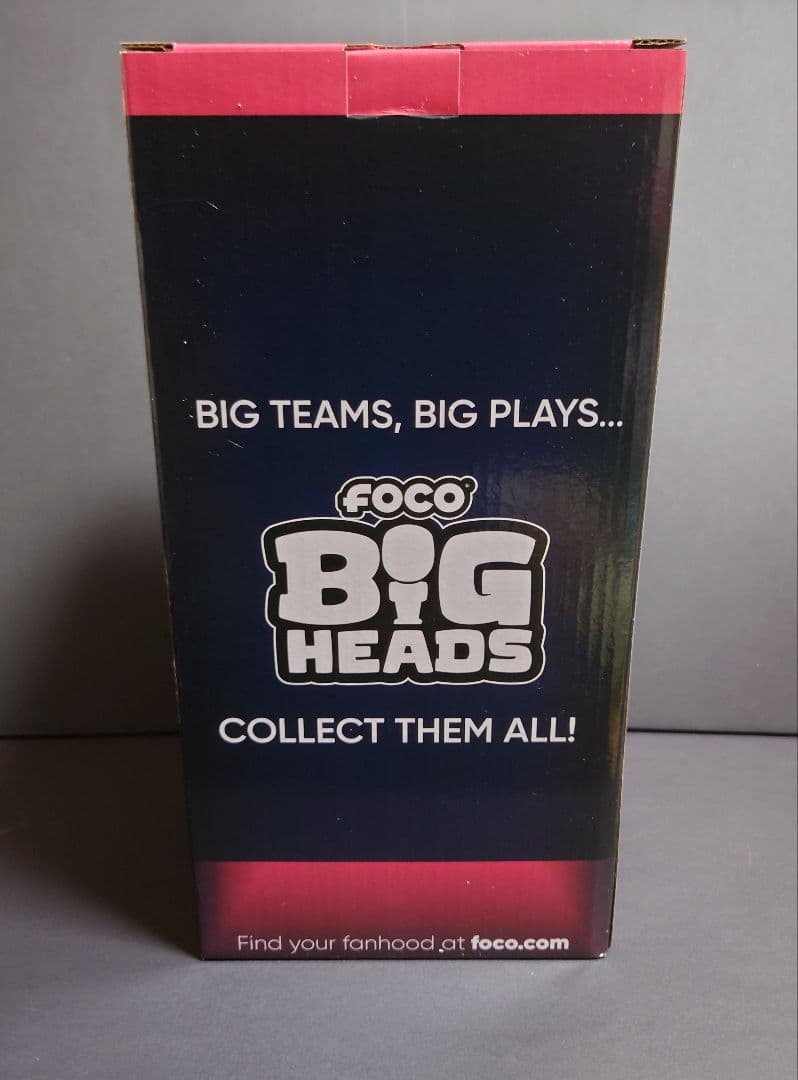 BIG TEAMS, BIG PLAYS...
FOCO®
BIG
HEADS
COLLECT THEM ALL!
Find your fanhood at foco.com